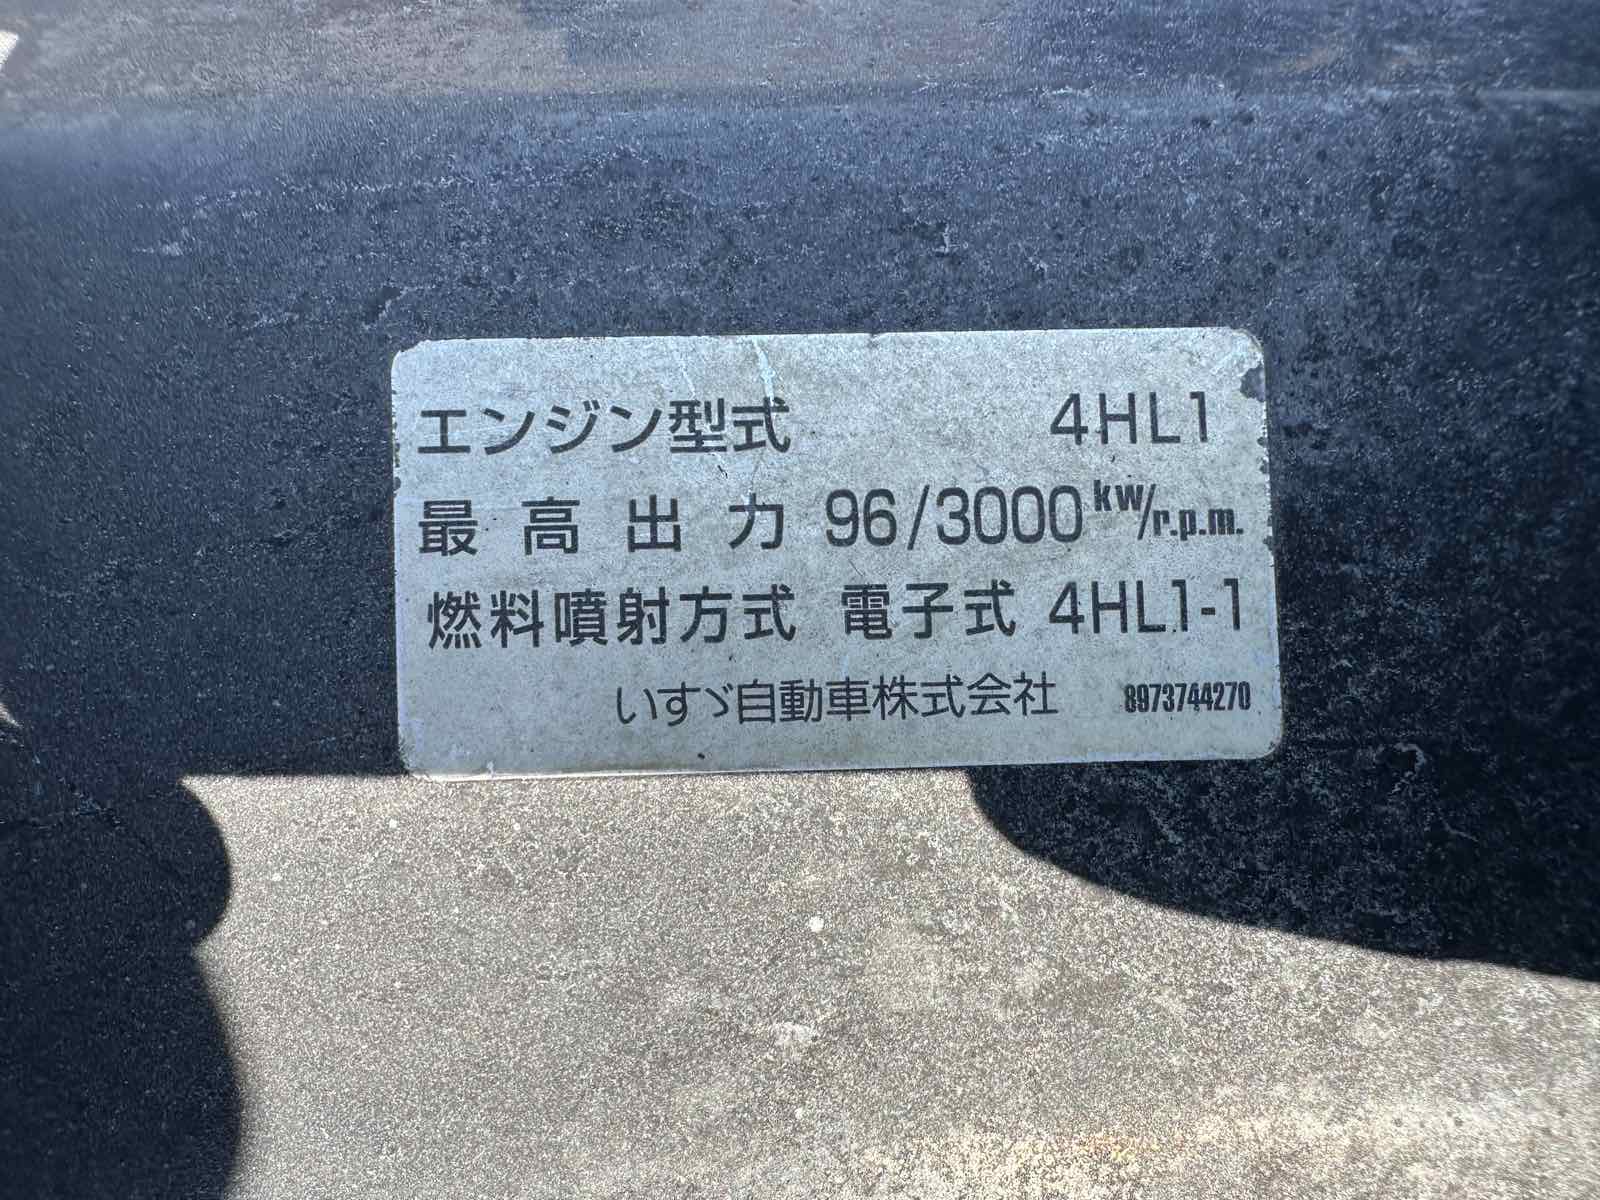 エンジン型式 4HL1
最高出力 96/3000 kw/r.p.m.
燃料噴射方式 電子式 4HL1-1
いすゞ自動車株式会社 8973744270